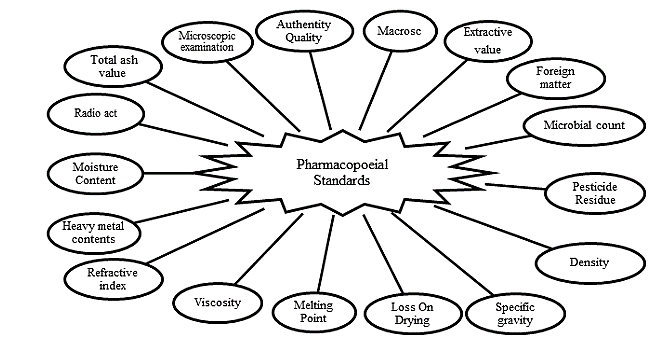 Authentity
Quality
Macrosc
Microscopic
examination
Extractive
value
Total ash
value
Foreign
matter
Radio act
Microbial count
Pharmacopoeial
Standards
Moisture
Content
Pesticide
Residue
Heavy metal
contents
Density
Refractive
index
Viscosity
Melting
Point
Loss On
Drying
Specific
gravity